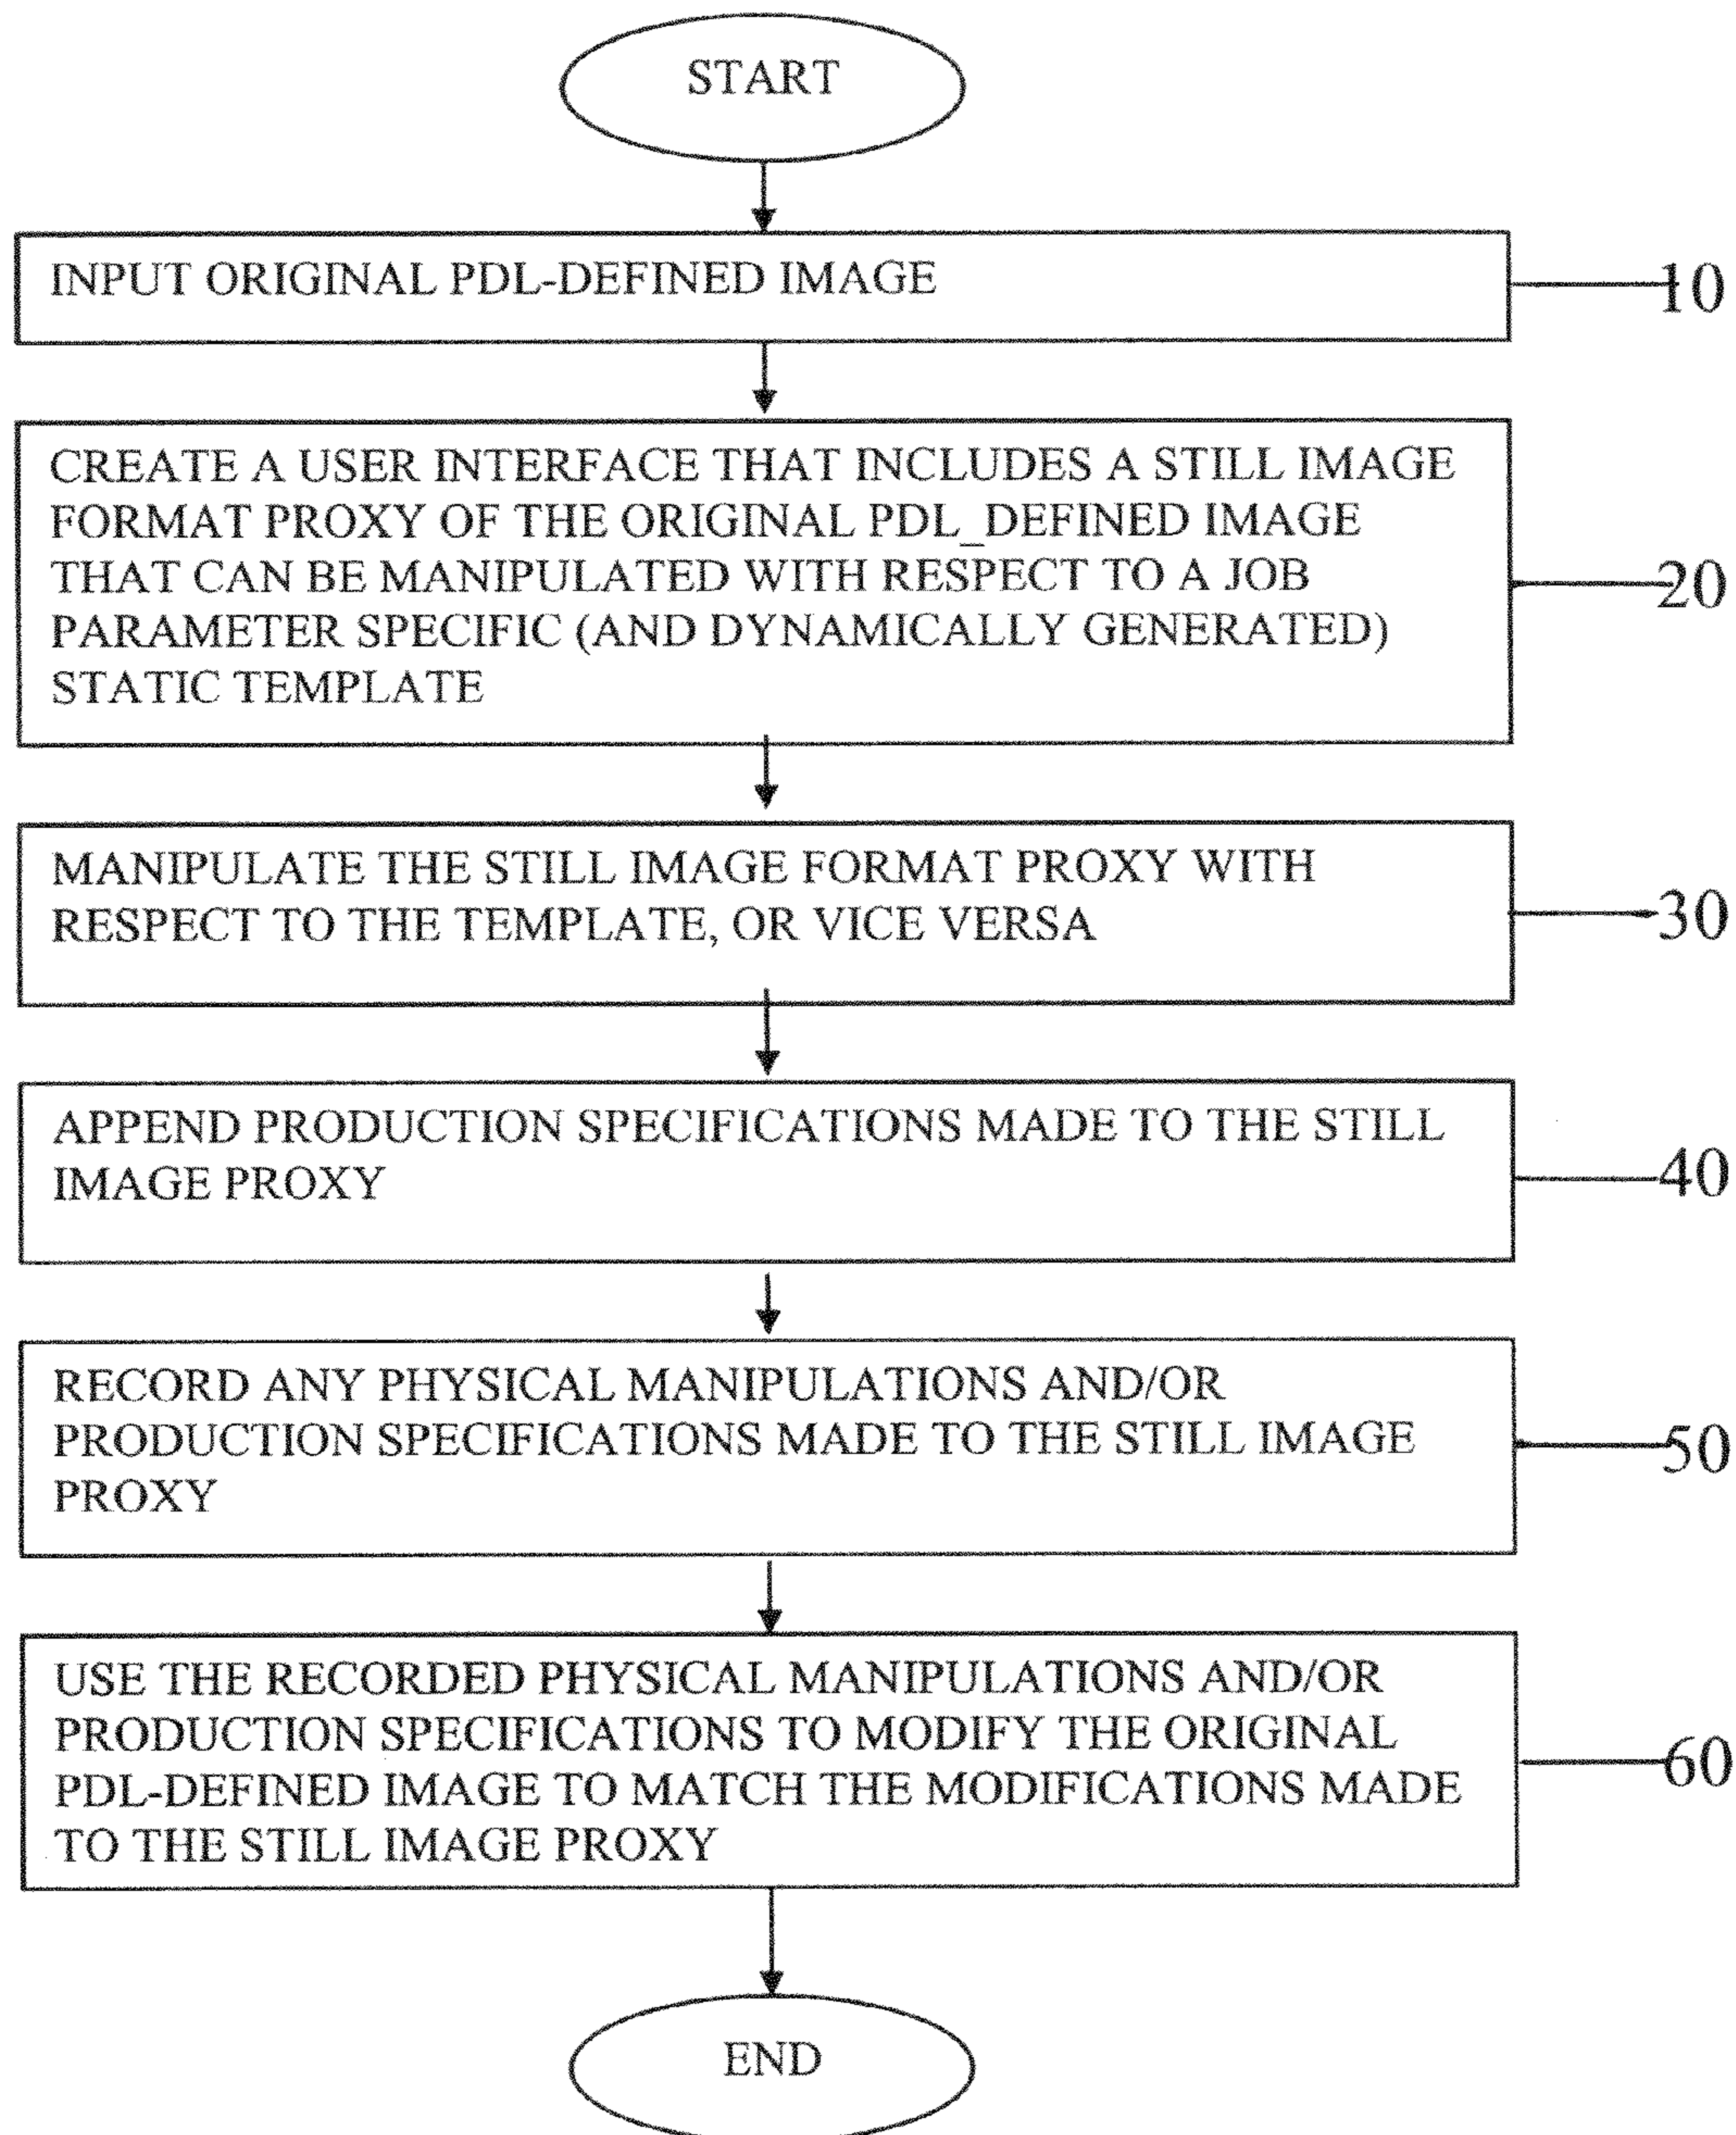 START
INPUT ORIGINAL PDL-DEFINED IMAGE
10
CREATE A USER INTERFACE THAT INCLUDES A STILL IMAGE
FORMAT PROXY OF THE ORIGINAL PDL_DEFINED IMAGE
THAT CAN BE MANIPULATED WITH RESPECT TO A JOB
PARAMETER SPECIFIC (AND DYNAMICALLY GENERATED)
STATIC TEMPLATE
20
MANIPULATE THE STILL IMAGE FORMAT PROXY WITH
RESPECT TO THE TEMPLATE, OR VICE VERSA
30
APPEND PRODUCTION SPECIFICATIONS MADE TO THE STILL
IMAGE PROXY
40
RECORD ANY PHYSICAL MANIPULATIONS AND/OR
PRODUCTION SPECIFICATIONS MADE TO THE STILL IMAGE
PROXY
50
USE THE RECORDED PHYSICAL MANIPULATIONS AND/OR
PRODUCTION SPECIFICATIONS TO MODIFY THE ORIGINAL
PDL-DEFINED IMAGE TO MATCH THE MODIFICATIONS MADE
TO THE STILL IMAGE PROXY
60
END